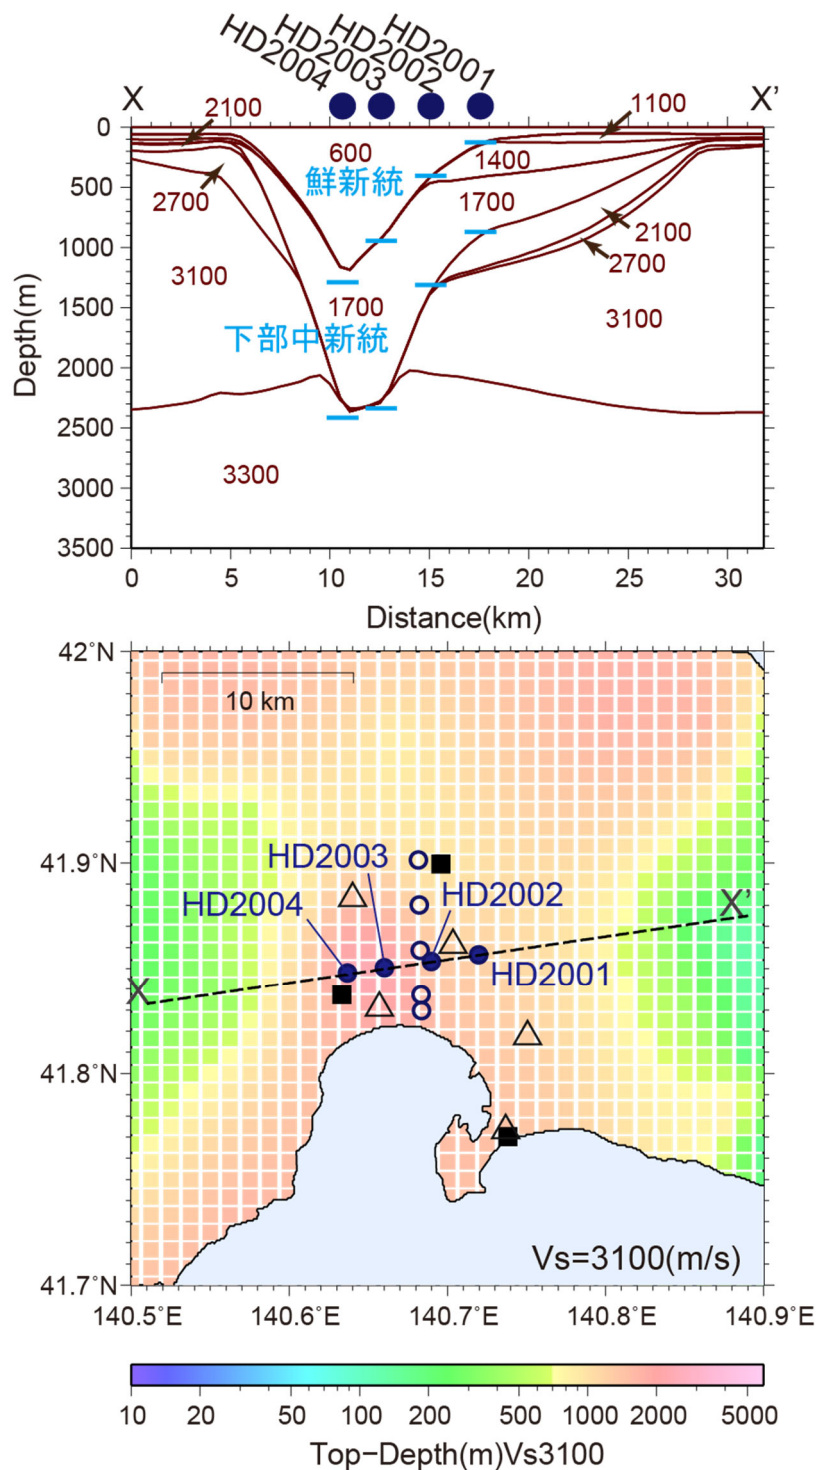 HD2004
HD2003
HD2002
HD2001
X
X'
2100
1100
0
600
1400
鮮新統
500
2700
1700
2100
1000
2700
3100
1700
3100
1500
下部中新統
2000
2500
3300
3000
3500
Depth(m)
0 5 10 15 20 25 30
Distance(km)
42°N
10 km
41.9°N
HD2003
HD2002
HD2004
X'
HD2001
X
41.8°N
Vs=3100(m/s)
41.7°N
140.5°E 140.6°E 140.7°E 140.8°E 140.9°E
10 20 50 100 200 500 1000 2000 5000
Top-Depth(m)Vs3100